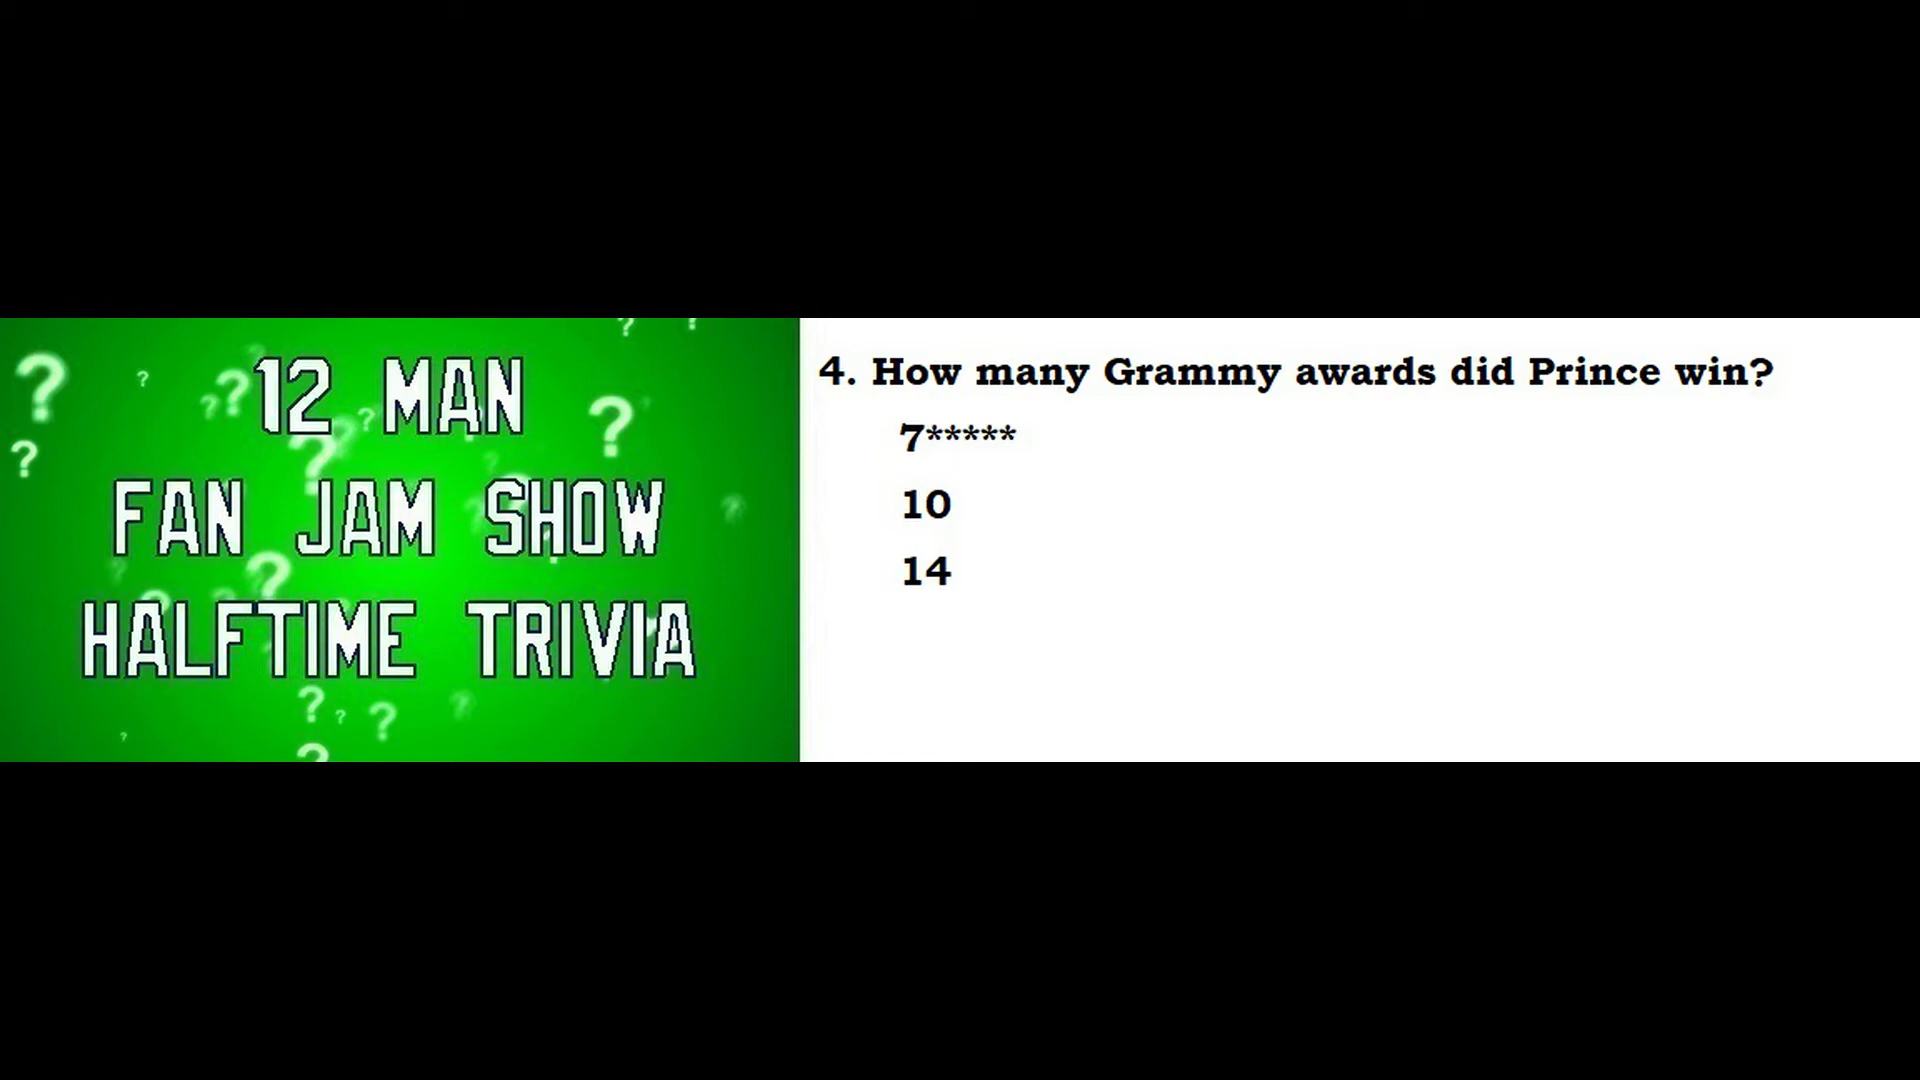 12 MAN
FAN JAM SHOW
HALFTIME TRIVIA
4. How many Grammy awards did Prince win?
7*****
10
14